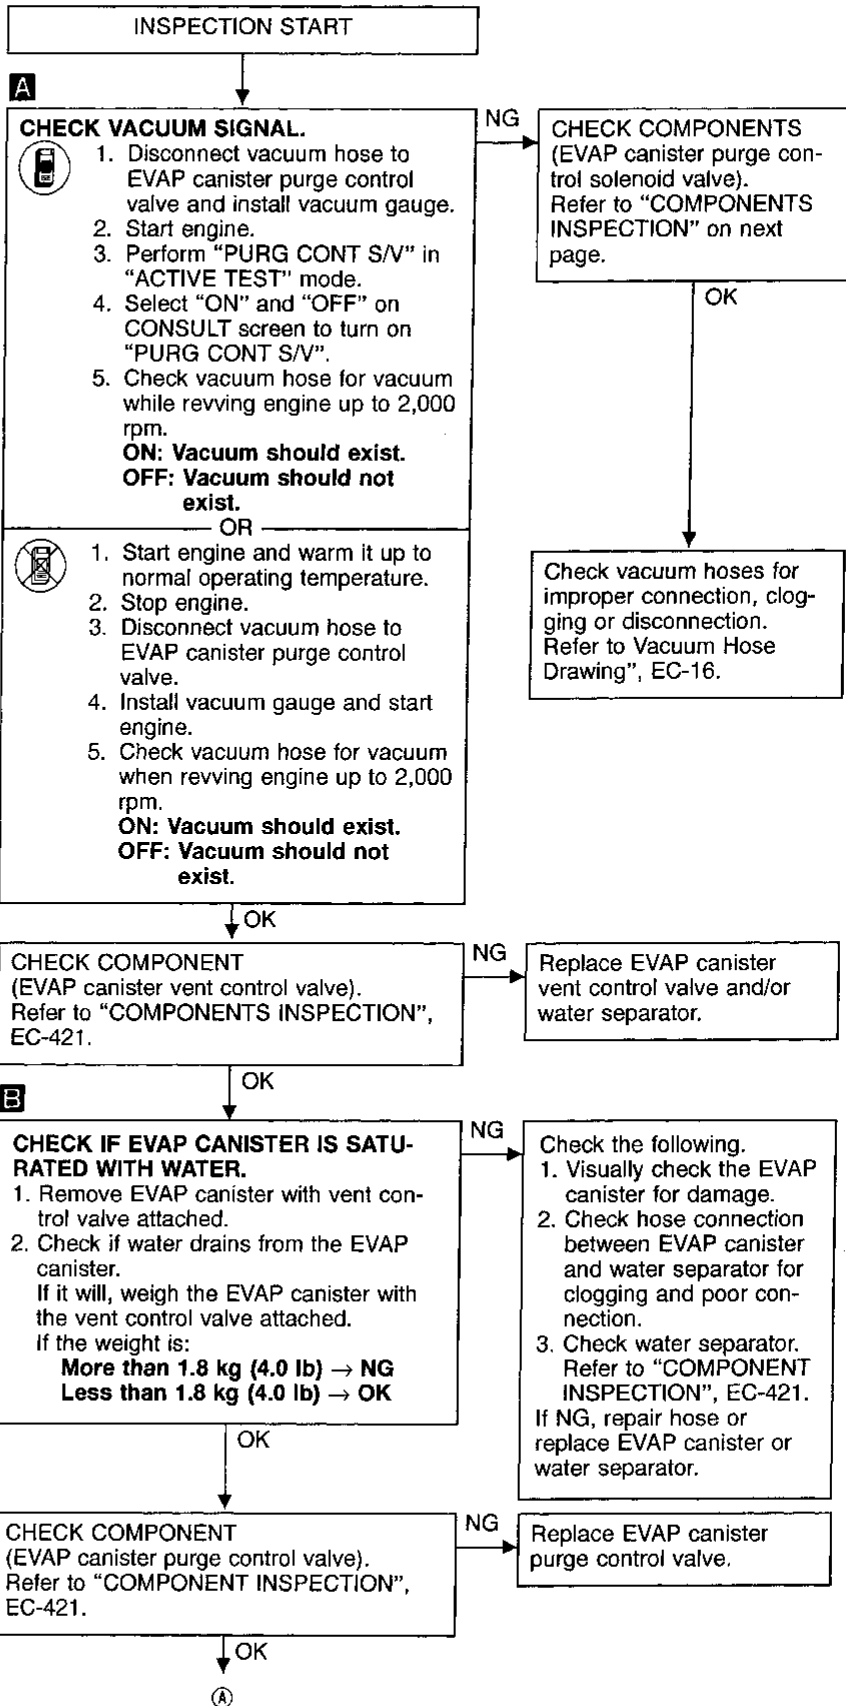 INSPECTION START
A
CHECK VACUUM SIGNAL.
1. Disconnect vacuum hose to
EVAP canister purge control
valve and install vacuum gauge.
2. Start engine.
3. Perform “PURG CONT S/V” in
“ACTIVE TEST” mode.
4. Select “ON” and “OFF” on
CONSULT screen to turn on
“PURG CONT S/V”.
5. Check vacuum hose for vacuum
while revving engine up to 2,000
rpm.
ON: Vacuum should exist.
OFF: Vacuum should not
exist.
OR
1. Start engine and warm it up to
normal operating temperature.
2. Stop engine.
3. Disconnect vacuum hose to
EVAP canister purge control
valve.
4. Install vacuum gauge and start
engine.
5. Check vacuum hose for vacuum
when revving engine up to 2,000
rpm.
ON: Vacuum should exist.
OFF: Vacuum should not
exist.
NG
CHECK COMPONENTS
(EVAP canister purge con-
trol solenoid valve).
Refer to “COMPONENTS
INSPECTION” on next
page.
OK
Check vacuum hoses for
improper connection, clog-
ging or disconnection.
Refer to Vacuum Hose
Drawing”, EC-16.
OK
CHECK COMPONENT
(EVAP canister vent control valve).
Refer to “COMPONENTS INSPECTION”,
EC-421.
NG
Replace EVAP canister
vent control valve and/or
water separator.
OK
B
CHECK IF EVAP CANISTER IS SATU-
RATED WITH WATER.
1. Remove EVAP canister with vent con-
trol valve attached.
2. Check if water drains from the EVAP
canister.
If it will, weigh the EVAP canister with
the vent control valve attached.
If the weight is:
More than 1.8 kg (4.0 lb) → NG
Less than 1.8 kg (4.0 lb) → OK
NG
Check the following.
1. Visually check the EVAP
canister for damage.
2. Check hose connection
between EVAP canister
and water separator for
clogging and poor con-
nection.
3. Check water separator.
Refer to “COMPONENT
INSPECTION”, EC-421.
If NG, repair hose or
replace EVAP canister or
water separator.
OK
CHECK COMPONENT
(EVAP canister purge control valve).
Refer to “COMPONENT INSPECTION”,
EC-421.
NG
Replace EVAP canister
purge control valve.
OK
Ⓐ